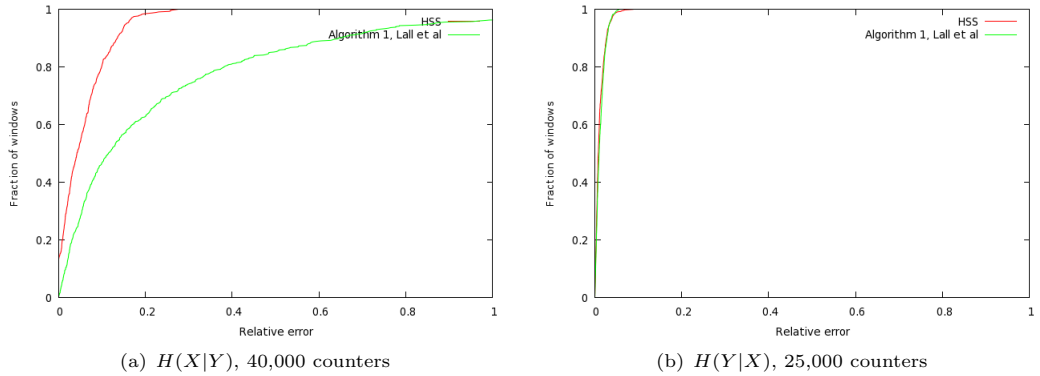 1
0.8
0.6
0.4
0.2
0
Fraction of windows
HSS
Algorithm 1, Lall et al
0 0.2 0.4 0.6 0.8 1
Relative error
(a) H(X|Y), 40,000 counters
1
0.8
0.6
0.4
0.2
0
Fraction of windows
HSS
Algorithm 1, Lall et al
0 0.2 0.4 0.6 0.8 1
Relative error
(b) H(Y|X), 25,000 counters